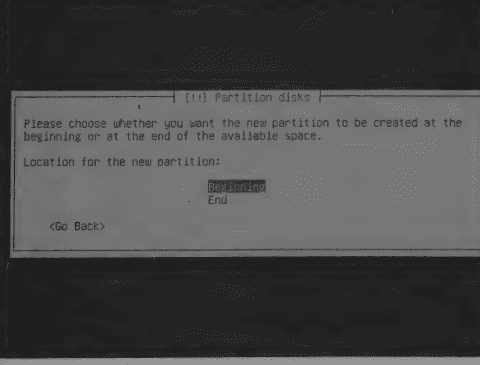 [!!] Partition disks
Please choose whether you want the new partition to be created at the
beginning or at the end of the available space.
Location for the new partition:
Beginning
End
<Go Back>